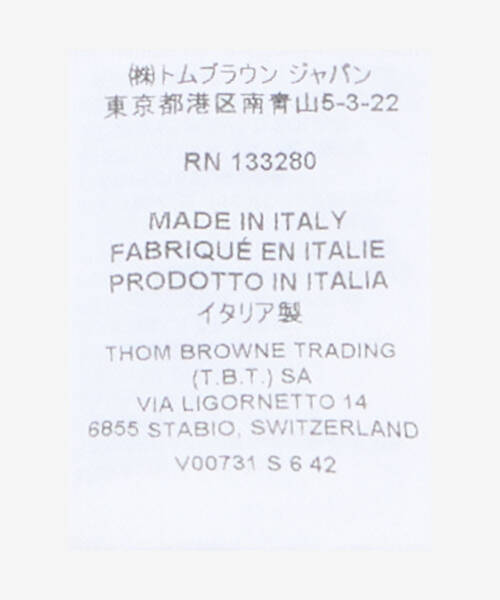 ㈱トムブラウン ジャパン
東京都港区南青山5-3-22
RN 133280
MADE IN ITALY
FABRIQUÉ EN ITALIE
PRODOTTO IN ITALIA
イタリア製
THOM BROWNE TRADING
(T.B.T.) SA
VIA LIGORNETTO 14
6855 STABIO, SWITZERLAND
V00731 S 6 42